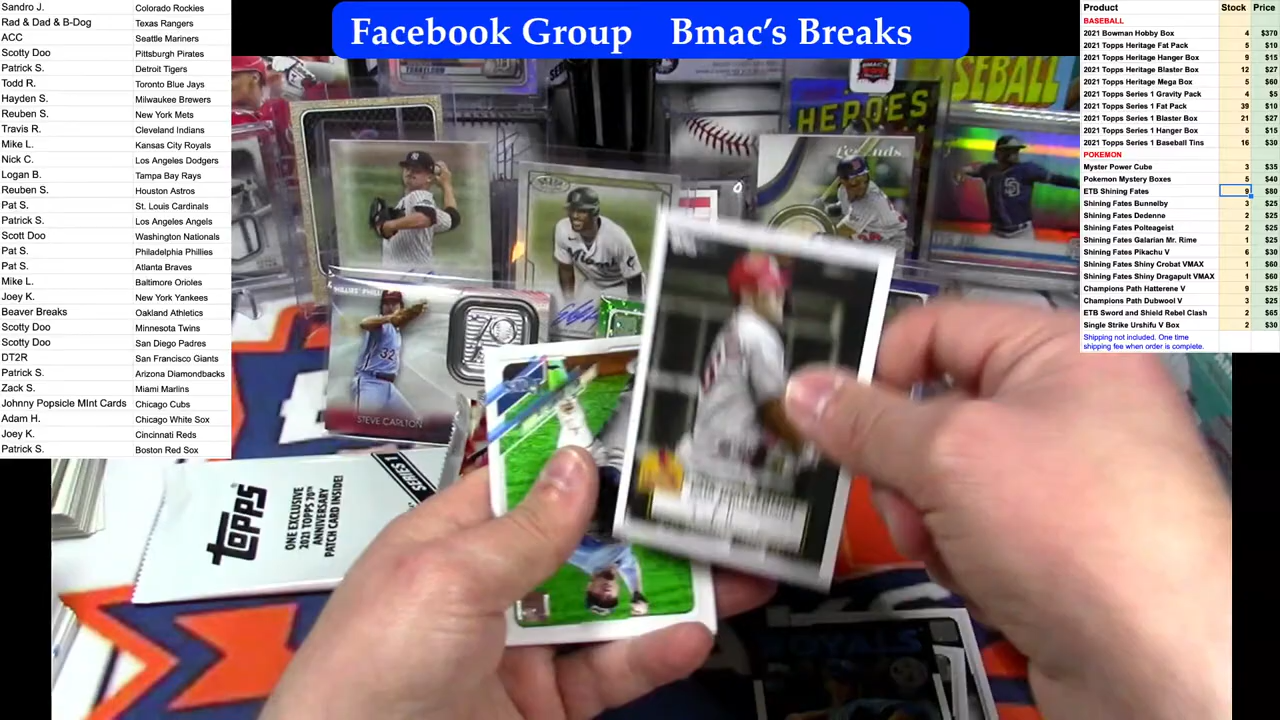 Sandro J. Colorado Rockies
Rad & Dad & B-Dog Texas Rangers
ACC Seattle Mariners
Scotty Doo Pittsburgh Pirates
Patrick S. Detroit Tigers
Todd R. Toronto Blue Jays
Hayden S. Milwaukee Brewers
Reuben S. New York Mets
Travis R. Cleveland Indians
Mike L. Kansas City Royals
Nick C. Los Angeles Dodgers
Logan B. Tampa Bay Rays
Reuben S. Houston Astros
Pat S. St. Louis Cardinals
Patrick S. Los Angeles Angels
Scott Doo Washington Nationals
Pat S. Philadelphia Phillies
Pat S. Atlanta Braves
Mike L. Baltimore Orioles
Joey K. New York Yankees
Beaver Breaks Oakland Athletics
Scotty Doo Minnesota Twins
Scotty Doo San Diego Padres
DT2R San Francisco Giants
Patrick S. Arizona Diamondbacks
Zack S. Miami Marlins
Johnny Popsicle MInt Cards Chicago Cubs
Adam H. Chicago White Sox
Joey K. Cincinnati Reds
Patrick S. Boston Red Sox
Facebook Group Bmac's Breaks
Product Stock Price
BASEBALL
2021 Bowman Hobby Box 4 $370
2021 Topps Heritage Fat Pack 5 $10
2021 Topps Heritage Hanger Box 9 $15
2021 Topps Heritage Blaster Box 12 $27
2021 Topps Heritage Mega Box 5 $60
2021 Topps Series 1 Gravity Pack 4 $5
2021 Topps Series 1 Fat Pack 39 $10
2021 Topps Series 1 Blaster Box 21 $27
2021 Topps Series 1 Hanger Box 5 $15
2021 Topps Series 1 Baseball Tins 16 $30
POKEMON
Myster Power Cube 3 $35
Pokemon Mystery Boxes 5 $40
ETB Shining Fates 9 $80
Shining Fates Bunnelby 3 $25
Shining Fates Dedenne 2 $25
Shining Fates Polteageist 2 $25
Shining Fates Galarian Mr. Rime 1 $25
Shining Fates Pikachu V 6 $30
Shining Fates Shiny Crobat VMAX 1 $60
Shining Fates Shiny Dragapult VMAX 1 $60
Champions Path Hatterene V 9 $25
Champions Path Dubwool V 3 $25
ETB Sword and Shield Rebel Clash 2 $65
Single Strike Urshifu V Box 2 $30
Shipping not included. One time
shipping fee when order is complete.
SEBALL
HEROES
Legends
32
STEVE CARLTON
SERIES 1
TOPPS
ONE EXCLUSIVE
2021 TOPPS 70TH
ANNIVERSARY
PATCH CARD INSIDE!
ROYALS